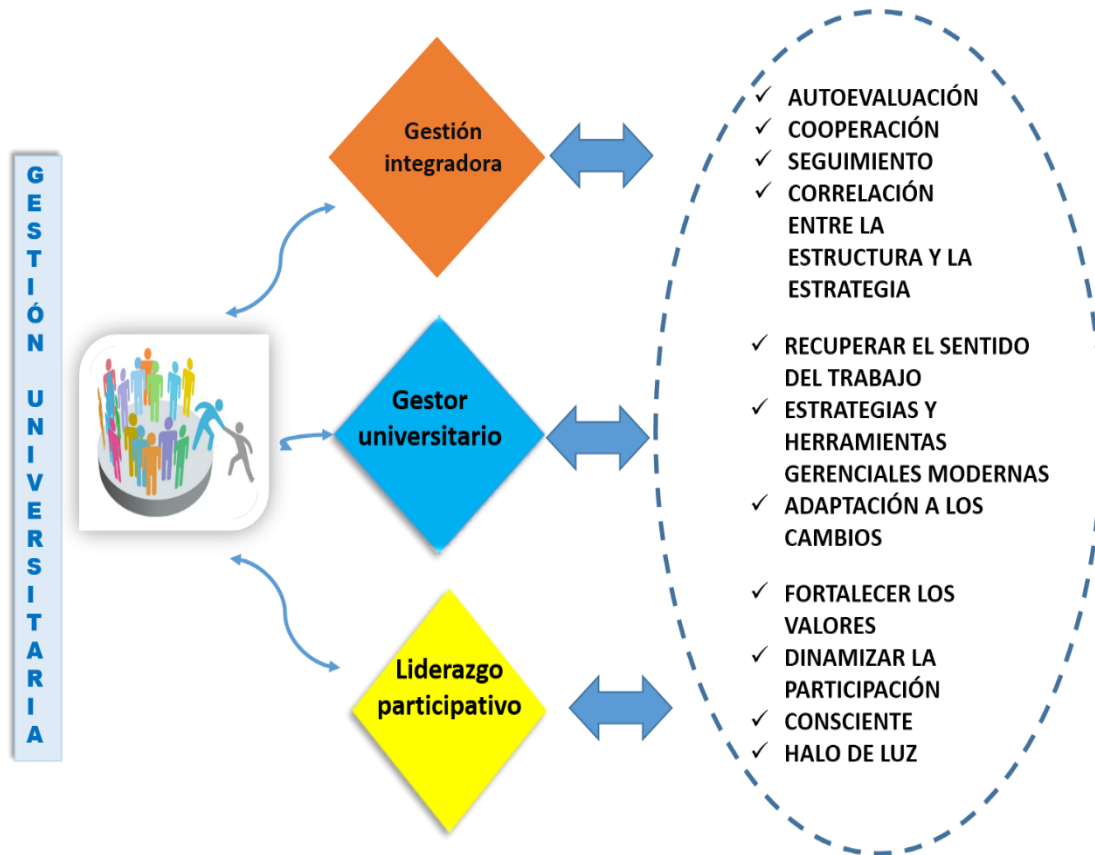 GESTIÓN UNIVERSITARIA
Gestión
integradora
✓ AUTOEVALUACIÓN
✓ COOPERACIÓN
✓ SEGUIMIENTO
✓ CORRELACIÓN
ENTRE LA
ESTRUCTURA Y LA
ESTRATEGIA
Gestor
universitario
✓ RECUPERAR EL SENTIDO
DEL TRABAJO
✓ ESTRATEGIAS Y
HERRAMIENTAS
GERENCIALES MODERNAS
✓ ADAPTACIÓN A LOS
CAMBIOS
Liderazgo
participativo
✓ FORTALECER LOS
VALORES
✓ DINAMIZAR LA
PARTICIPACIÓN
✓ CONSCIENTE
✓ HALO DE LUZ